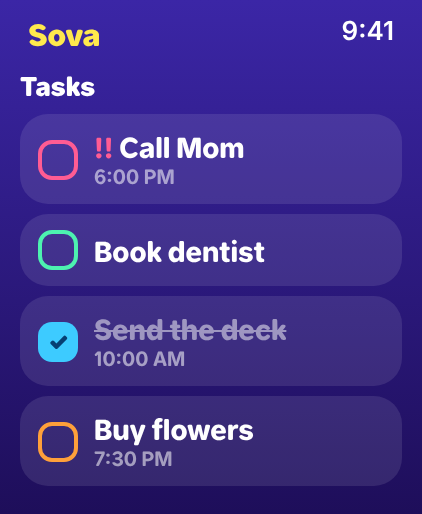 Sova
9:41
Tasks
!! Call Mom
6:00 PM
Book dentist
Send the deck
10:00 AM
Buy flowers
7:30 PM